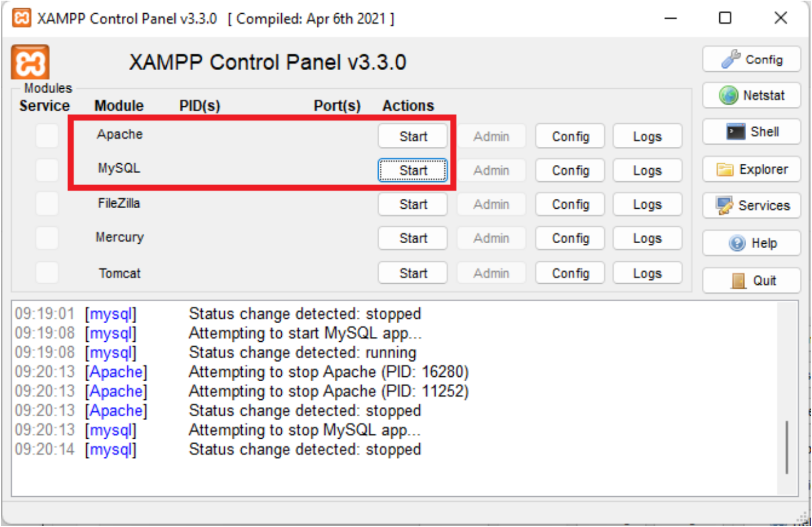 XAMPP Control Panel v3.3.0 [ Compiled: Apr 6th 2021 ]
XAMPP Control Panel v3.3.0
Config
Modules
Service Module PID(s) Port(s) Actions
Netstat
Apache Start Admin Config Logs
Shell
MySQL Start Admin Config Logs
Explorer
FileZilla Start Admin Config Logs
Services
Mercury Start Admin Config Logs
Help
Tomcat Start Admin Config Logs
Quit
09:19:01 [mysql] Status change detected: stopped
09:19:08 [mysql] Attempting to start MySQL app...
09:19:08 [mysql] Status change detected: running
09:20:13 [Apache] Attempting to stop Apache (PID: 16280)
09:20:13 [Apache] Attempting to stop Apache (PID: 11252)
09:20:13 [Apache] Status change detected: stopped
09:20:13 [mysql] Attempting to stop MySQL app...
09:20:14 [mysql] Status change detected: stopped